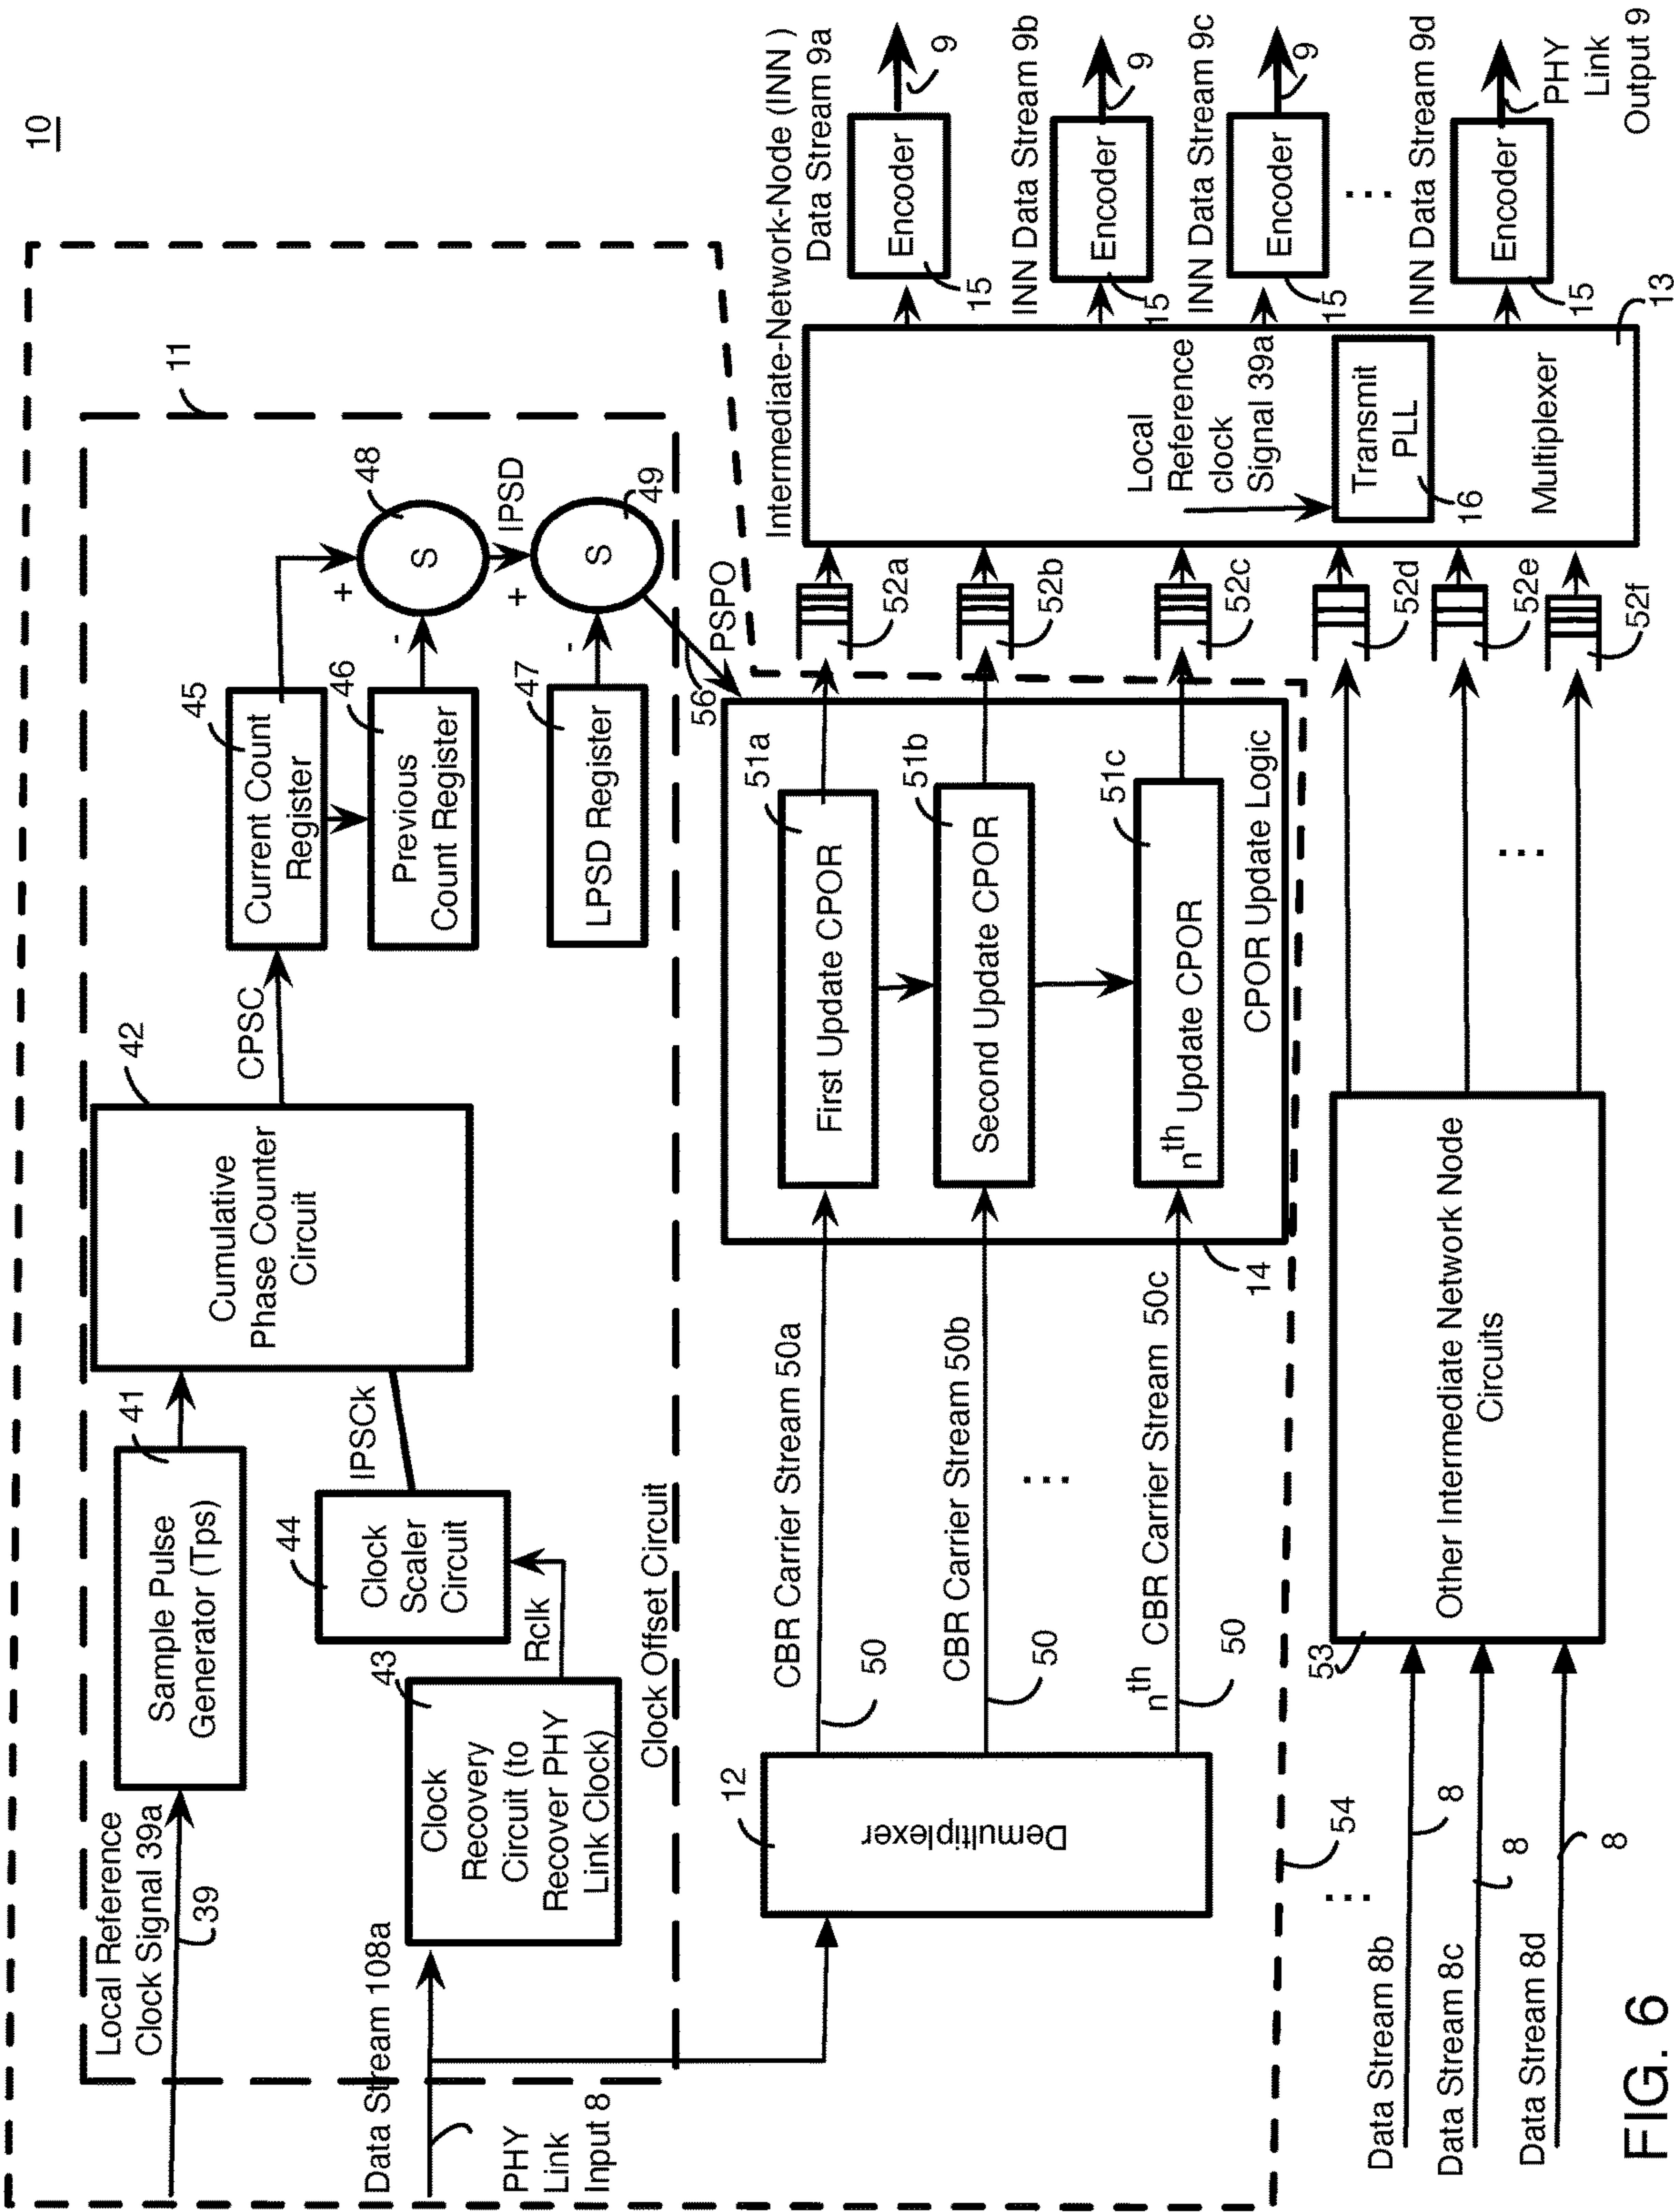 10
Local Reference
Clock Signal 39a
39
Sample Pulse
Generator (Tps)
41
Cumulative
Phase Counter
Circuit
42
CPSC
Current Count
Register
45
Previous
Count Register
46
LPSD Register
47
+
-
S
48
IPSD
+
-
S
49
11
IPSCk
44
Clock
Scaler
Circuit
Rclk
43
Clock
Recovery
Circuit (to
Recover PHY
Link Clock)
Clock Offset Circuit
Data Stream 108a
PHY
Link
Input 8
56
PSPO
12
Demultiplexer
CBR Carrier Stream 50a
50
CBR Carrier Stream 50b
50
...
nth CBR Carrier Stream 50c
50
51a
First Update CPOR
51b
Second Update CPOR
51c
nth Update CPOR
CPOR Update Logic
14
52a
52b
52c
52d
52e
52f
Local
Reference
clock
Signal 39a
Transmit
PLL
16
Multiplexer
13
Intermediate-Network-Node (INN )
Data Stream 9a
Encoder
15
9
INN Data Stream 9b
Encoder
15
9
INN Data Stream 9c
Encoder
15
9
...
INN Data Stream 9d
Encoder
15
PHY
Link
Output 9
54
...
Data Stream 8b
8
Data Stream 8c
8
Data Stream 8d
8
53
Other Intermediate Network Node
Circuits
...
FIG. 6